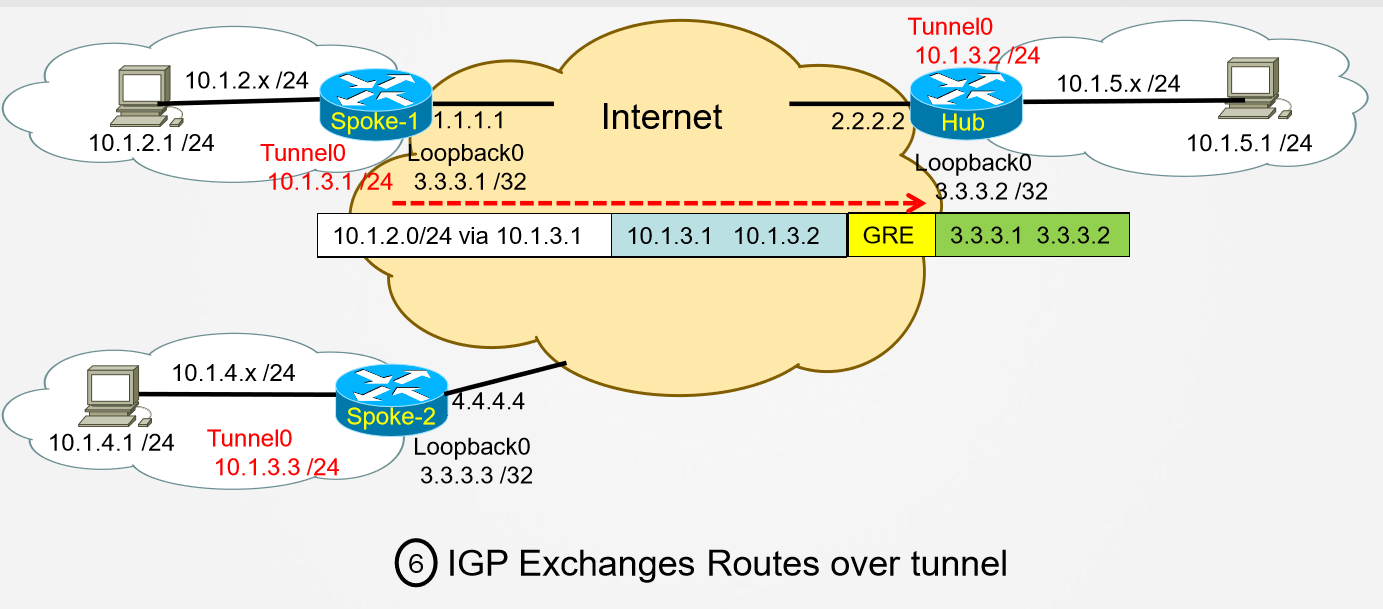 Tunnel0
10.1.3.2 /24
10.1.2.x /24
10.1.2.1 /24
Spoke-1
1.1.1.1
Tunnel0
10.1.3.1 /24
Loopback0
3.3.3.1 /32
Internet
2.2.2.2
Hub
10.1.5.x /24
10.1.5.1 /24
Loopback0
3.3.3.2 /32
10.1.2.0/24 via 10.1.3.1 10.1.3.1 10.1.3.2 GRE 3.3.3.1 3.3.3.2
10.1.4.x /24
10.1.4.1 /24
Spoke-2
4.4.4.4
Tunnel0
10.1.3.3 /24
Loopback0
3.3.3.3 /32
6 IGP Exchanges Routes over tunnel